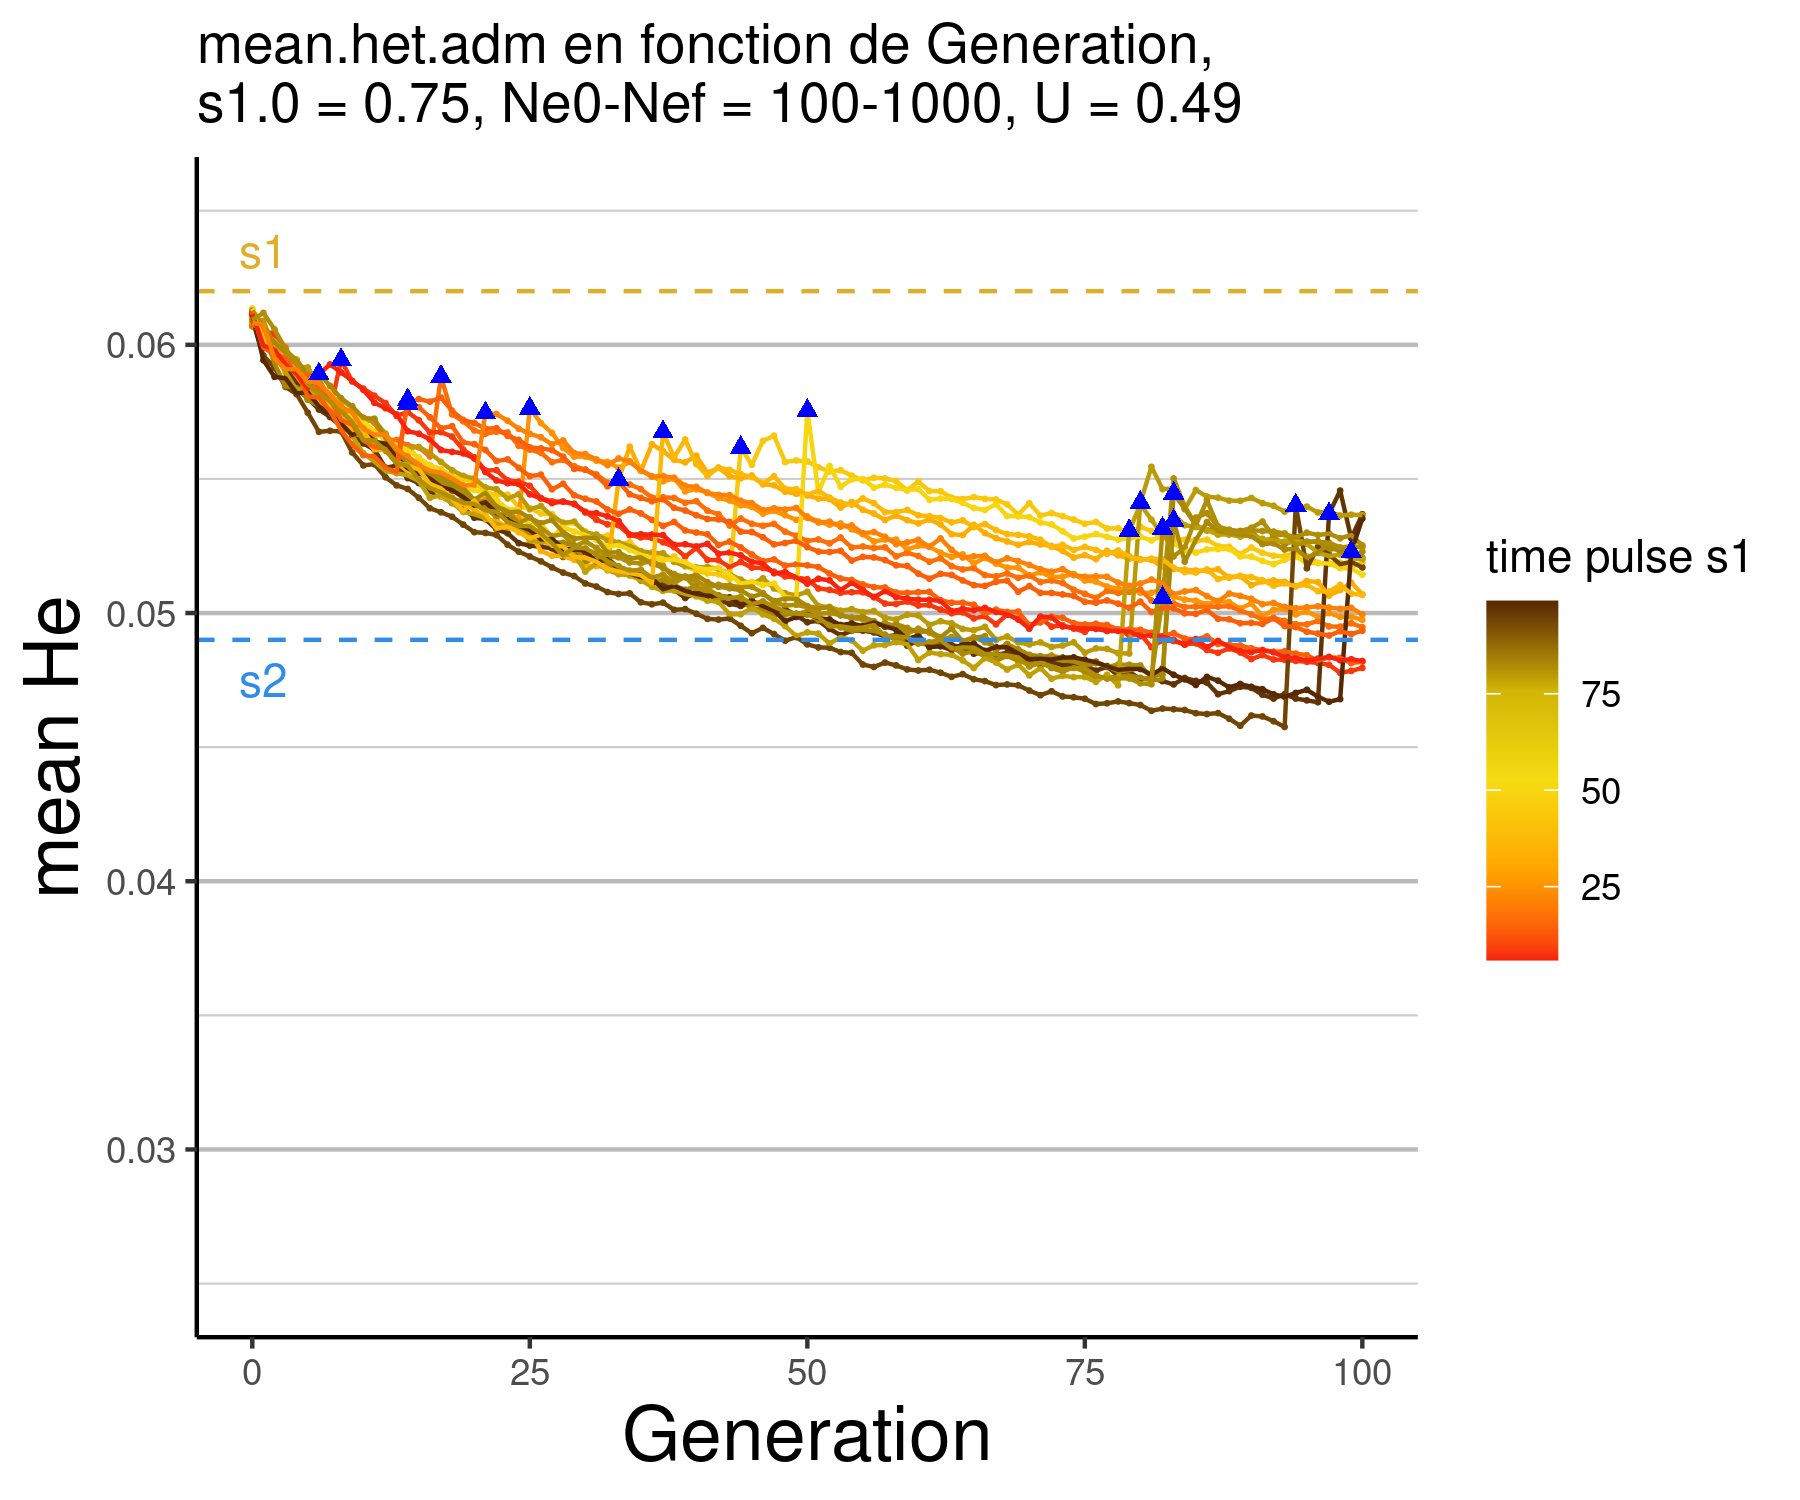 mean.het.adm en fonction de Generation,
s1.0 = 0.75, Ne0-Nef = 100-1000, U = 0.49
s1
s2
0.06
0.05
0.04
0.03
mean He
0
25
50
75
100
Generation
time pulse s1
75
50
25